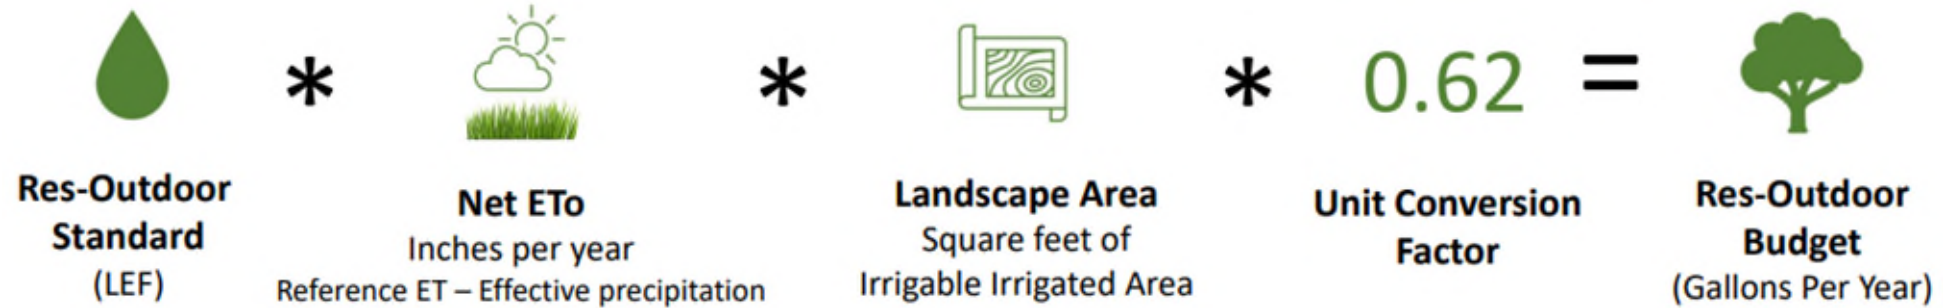 * * * 0.62 =
Res-Outdoor
Standard
(LEF)
Net ETo
Inches per year
Reference ET – Effective precipitation
Landscape Area
Square feet of
Irrigable Irrigated Area
Unit Conversion
Factor
Res-Outdoor
Budget
(Gallons Per Year)